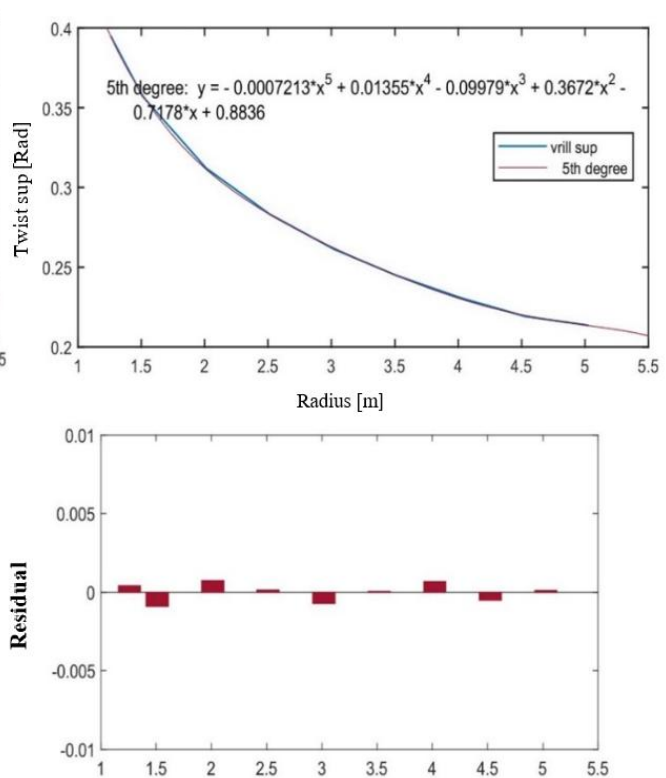 0.4
0.35
0.3
0.25
0.2
Twist sup [Rad]
5th degree: y = - 0.0007213*x^5 + 0.01355*x^4 - 0.09979*x^3 + 0.3672*x^2 -
0.7178*x + 0.8836
vrill sup
5th degree
5
1 1.5 2 2.5 3 3.5 4 4.5 5 5.5
Radius [m]
0.01
0.005
0
-0.005
-0.01
Residual
1 1.5 2 2.5 3 3.5 4 4.5 5 5.5